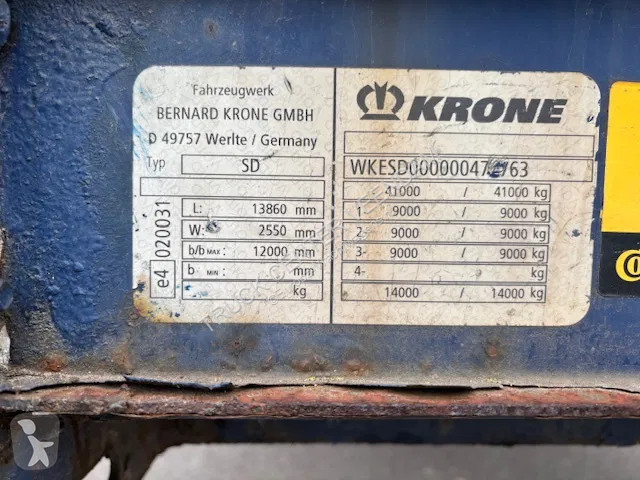 Fahrzeugwerk
BERNARD KRONE GMBH
D 49757 Werlte / Germany
Typ SD
L: 13860 mm
W: 2550 mm
b/b MAX: 12000 mm
b MIN: mm
kg
e4 020031
KRONE
41000 / 41000 kg
1- 9000 / 9000 kg
2- 9000 / 9000 kg
3- 9000 / 9000 kg
4- / kg
14000 / 14000 kg